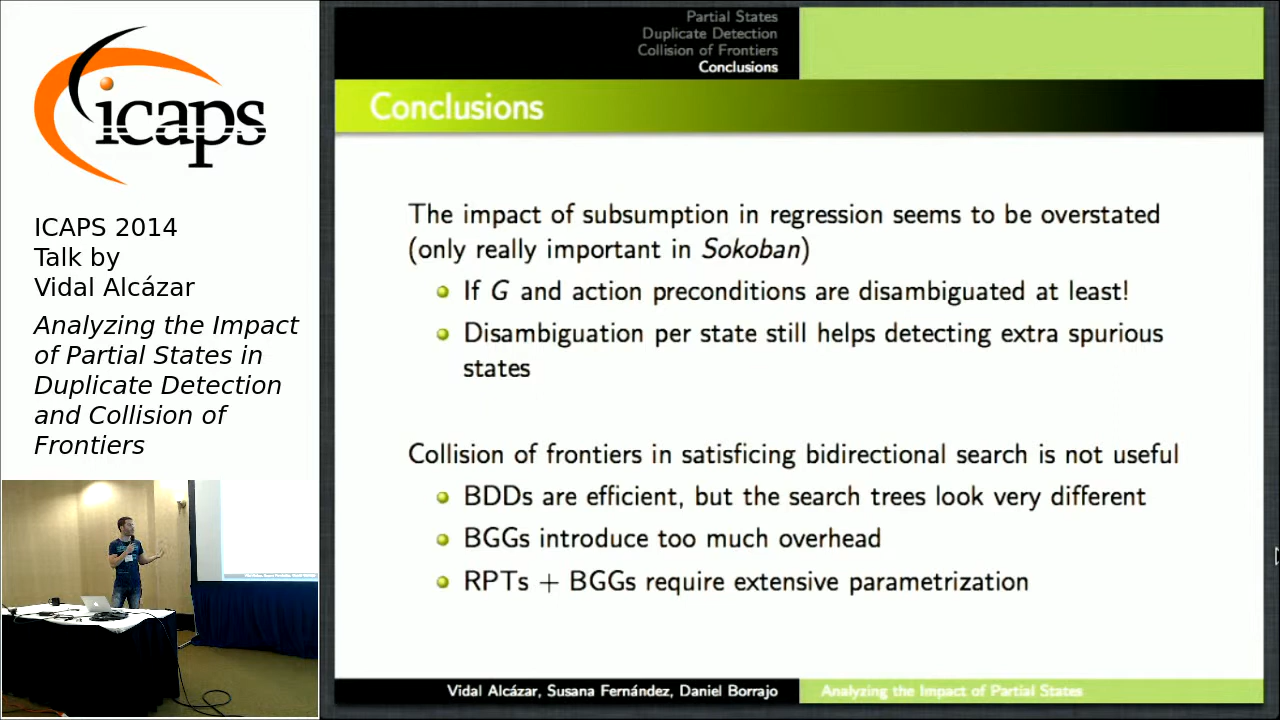 icaps
ICAPS 2014
Talk by
Vidal Alcázar
Analyzing the Impact
of Partial States in
Duplicate Detection
and Collision of
Frontiers
Partial States
Duplicate Detection
Collision of Frontiers
Conclusions
Conclusions
The impact of subsumption in regression seems to be overstated
(only really important in Sokoban)
If G and action preconditions are disambiguated at least!
Disambiguation per state still helps detecting extra spurious
states
Collision of frontiers in satisficing bidirectional search is not useful
BDDs are efficient, but the search trees look very different
BGGs introduce too much overhead
RPTs + BGGs require extensive parametrization
Vidal Alcázar, Susana Fernández, Daniel Borrajo
Analyzing the Impact of Partial States